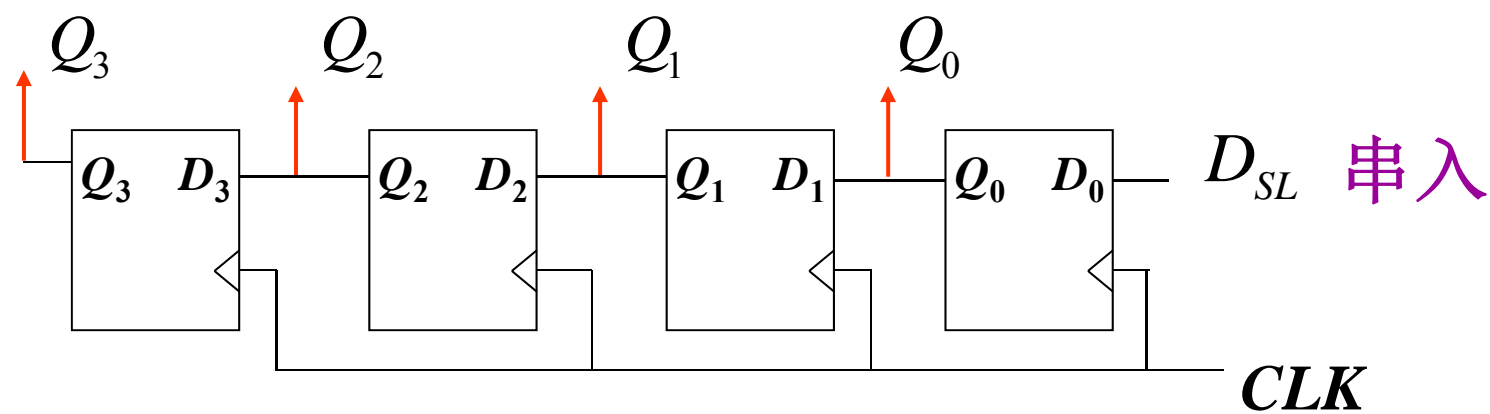 Q3 Q2 Q1 Q0
Q3 D3 Q2 D2 Q1 D1 Q0 D0 DSL 串入
CLK